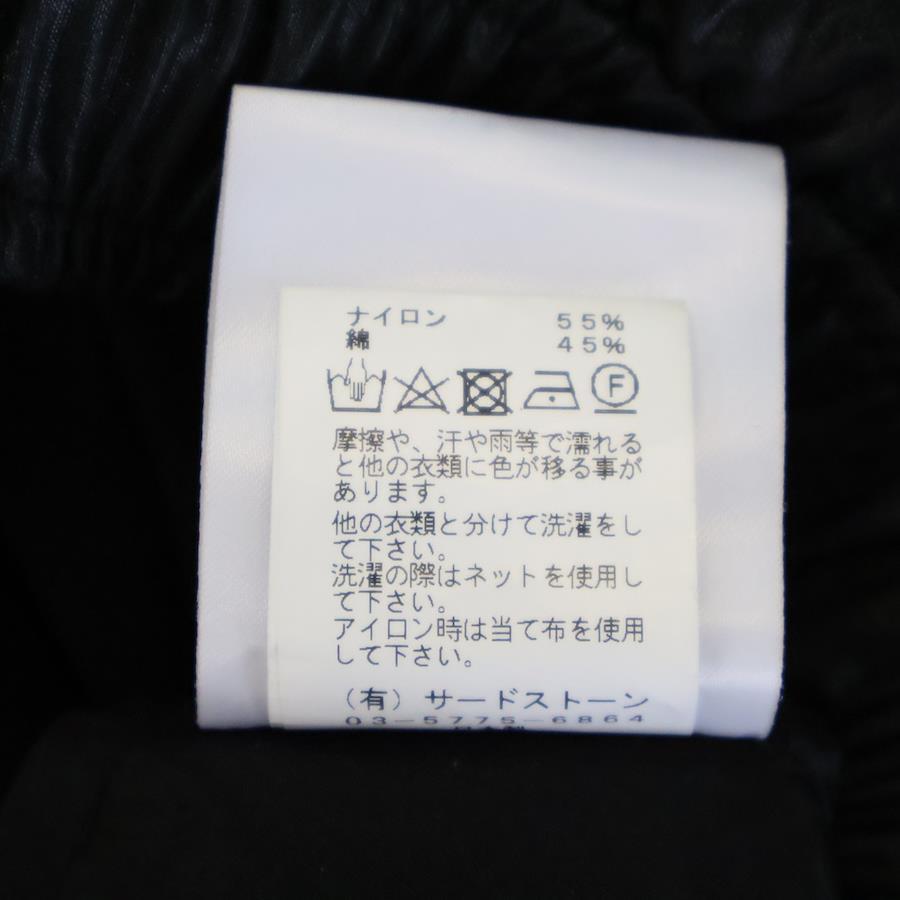 ナイロン 55%
綿 45%
F
摩擦や、汗や雨等で濡れる
と他の衣類に色が移る事が
あります。
他の衣類と分けて洗濯をし
て下さい。
洗濯の際はネットを使用し
て下さい。
アイロン時は当て布を使用
して下さい。
(有) サードストーン
03-5775-6864